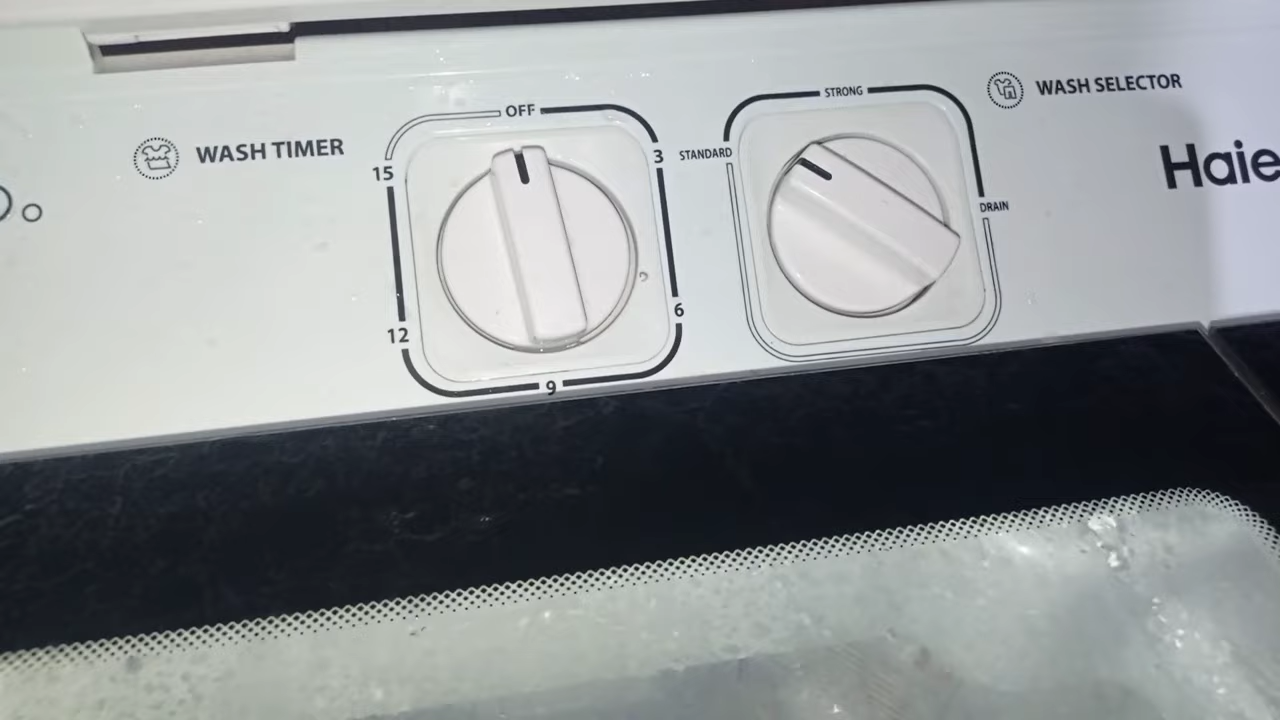 WASH TIMER
OFF
3
6
9
12
15
STRONG
STANDARD
DRAIN
WASH SELECTOR
Haie